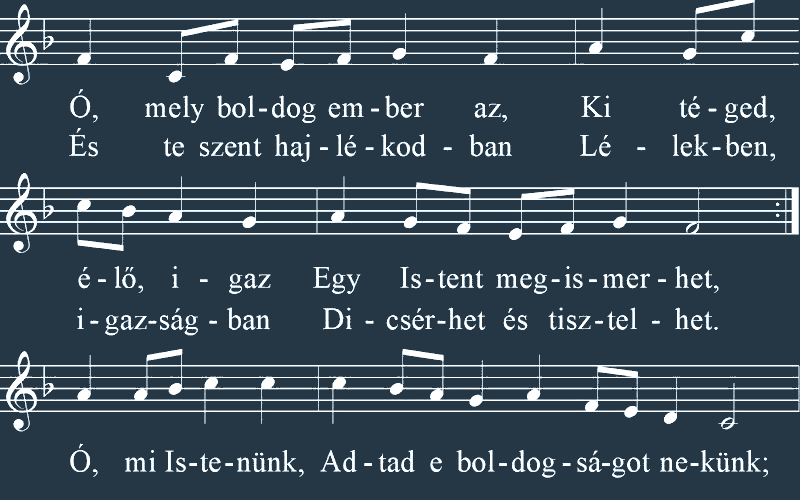 Ó, mely bol-dog em-ber az, Ki té-ged,
És te szent haj-lé-kod-ban Lé-lek-ben,
é-lő, i-gaz Egy Is-tent meg-is-mer-het,
i-gaz-ság-ban Di-csér-het és tisz-tel-het.
Ó, mi Is-te-nünk, Ad-tad e bol-dog-sá-got ne-künk;